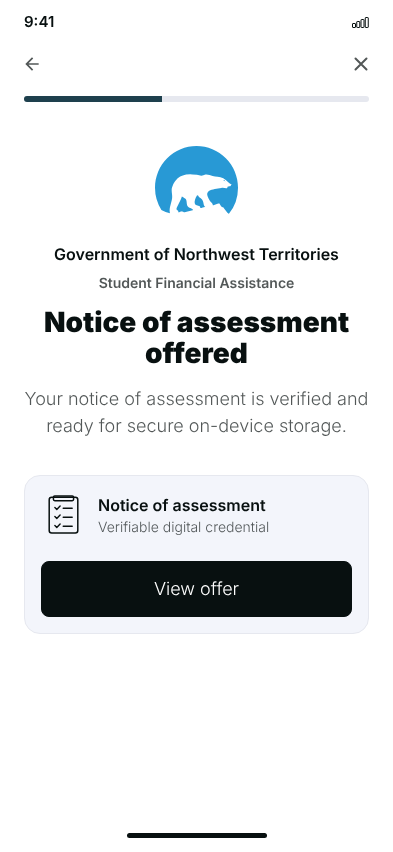 9:41
Government of Northwest Territories
Student Financial Assistance
Notice of assessment
offered
Your notice of assessment is verified and
ready for secure on-device storage.
Notice of assessment
Verifiable digital credential
View offer